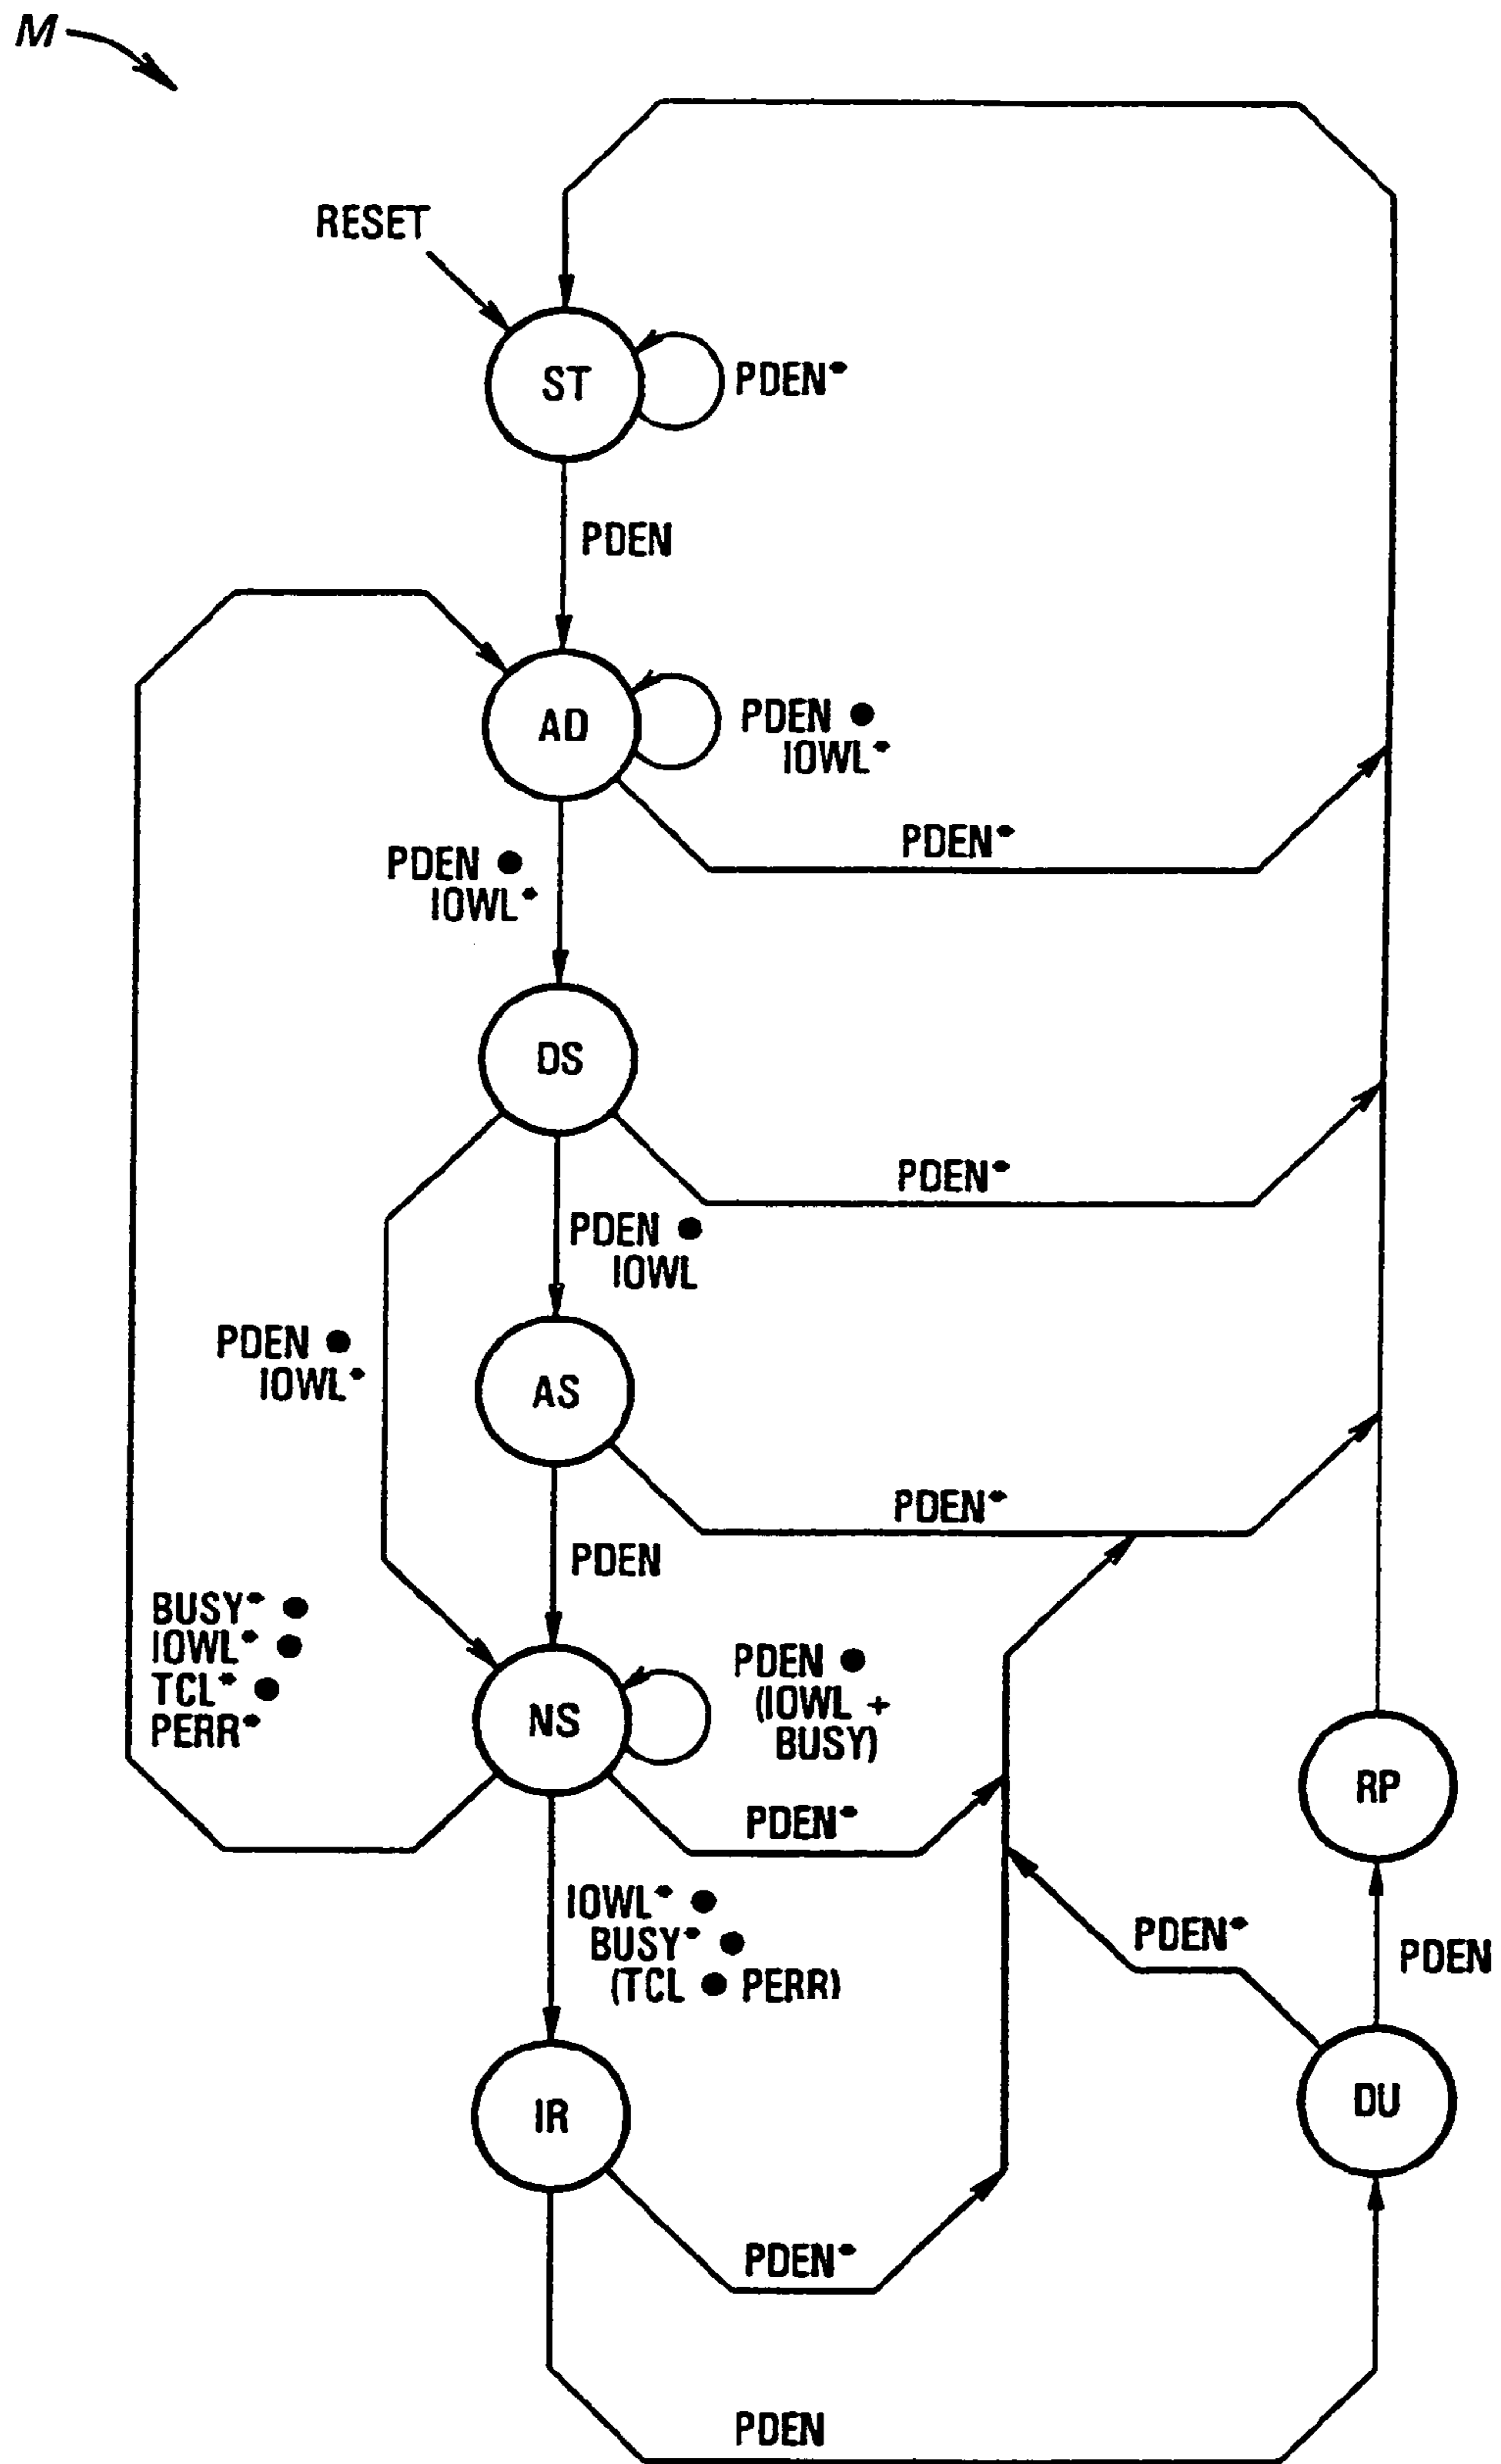 M
RESET
ST
PDEN*
PDEN
AD
PDEN ●
IOWL*
PDEN*
PDEN ●
IOWL*
DS
PDEN*
PDEN ●
IOWL
PDEN ●
IOWL*
AS
PDEN*
PDEN
BUSY* ●
IOWL* ●
TCL* ●
PERR*
NS
PDEN ●
(IOWL +
BUSY)
RP
PDEN*
IOWL* ●
BUSY* ●
(TCL ● PERR)
PDEN*
PDEN
IR
DU
PDEN*
PDEN